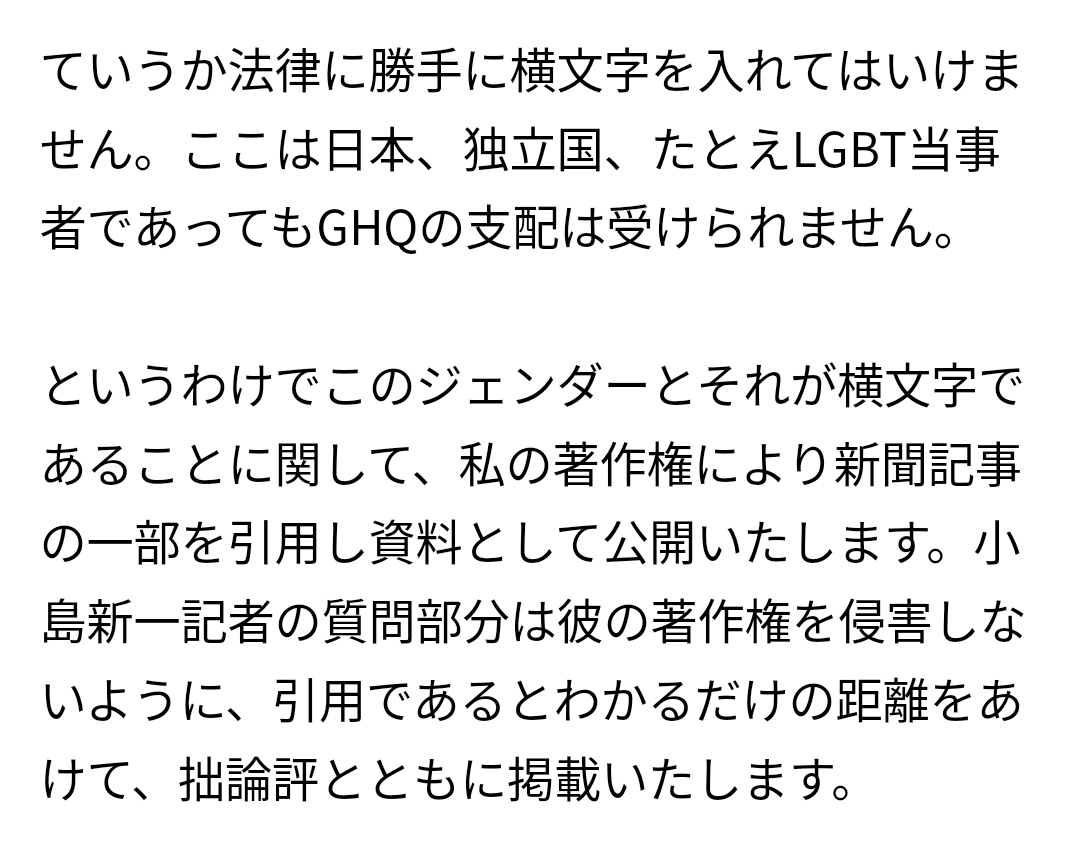 ていうか法律に勝手に横文字を入れてはいけま
せん。ここは日本、独立国、たとえLGBT当事
者であってもGHQの支配は受けられません。
というわけでこのジェンダーとそれが横文字で
あることに関して、私の著作権により新聞記事
の一部を引用し資料として公開いたします。小
島新一記者の質問部分は彼の著作権を侵害しな
いように、引用であるとわかるだけの距離をあ
けて、拙論評とともに掲載いたします。